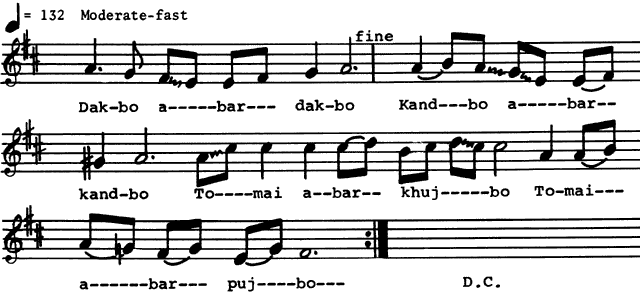 = 132 Moderate-fast
fine
Dak-bo a-----bar--- dak-bo Kand---bo a-----bar--
kand-bo To----mai a-bar-- khuj-----bo To-mai---
a------bar--- puj----bo---
D.C.